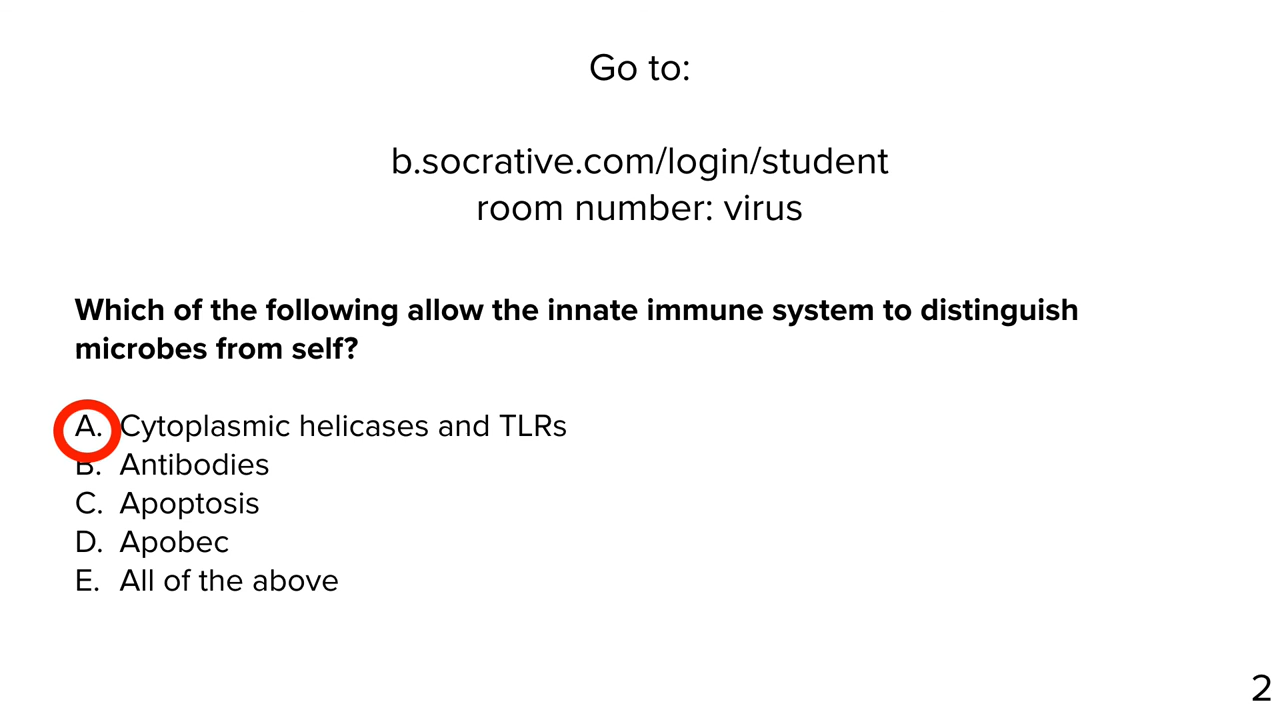 Go to:
b.socrative.com/login/student
room number: virus
Which of the following allow the innate immune system to distinguish
microbes from self?
A. Cytoplasmic helicases and TLRs
B. Antibodies
C. Apoptosis
D. Apobec
E. All of the above
2